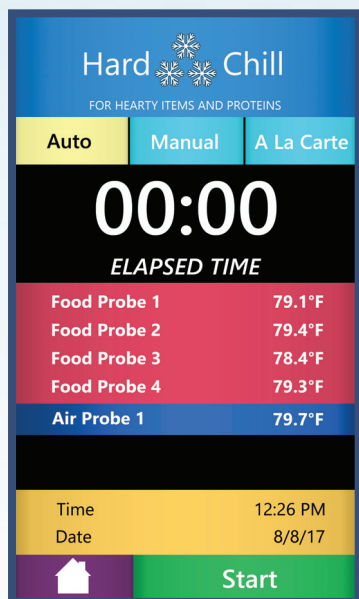 Hard Chill
FOR HEARTY ITEMS AND PROTEINS
Auto Manual A La Carte
00:00
ELAPSED TIME
Food Probe 1 79.1°F
Food Probe 2 79.4°F
Food Probe 3 78.4°F
Food Probe 4 79.3°F
Air Probe 1 79.7°F
Time 12:26 PM
Date 8/8/17
Start